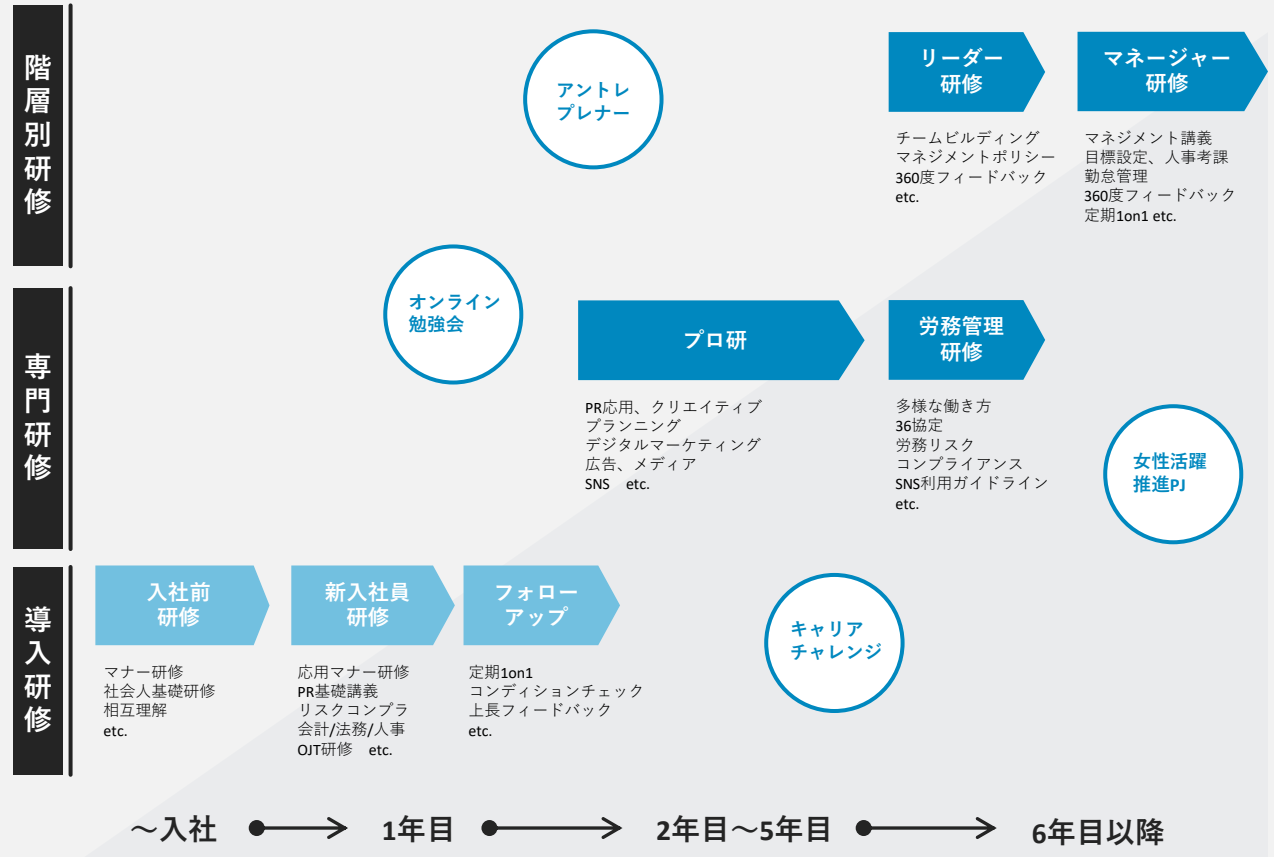 階層別研修
アントレ
プレナー
リーダー
研修
チームビルディング
マネジメントポリシー
360度フィードバック
etc.
マネージャー
研修
マネジメント講義
目標設定、人事考課
勤怠管理
360度フィードバック
定期1on1 etc.
専門研修
オンライン
勉強会
プロ研
PR応用、クリエイティブ
プランニング
デジタルマーケティング
広告、メディア
SNS etc.
労務管理
研修
多様な働き方
36協定
労務リスク
コンプライアンス
SNS利用ガイドライン
etc.
女性活躍
推進PJ
導入研修
入社前
研修
マナー研修
社会人基礎研修
相互理解
etc.
新入社員
研修
応用マナー研修
PR基礎講義
リスクコンプラ
会計/法務/人事
OJT研修 etc.
フォロー
アップ
定期1on1
コンディションチェック
上長フィードバック
etc.
キャリア
チャレンジ
～入社
1年目
2年目～5年目
6年目以降